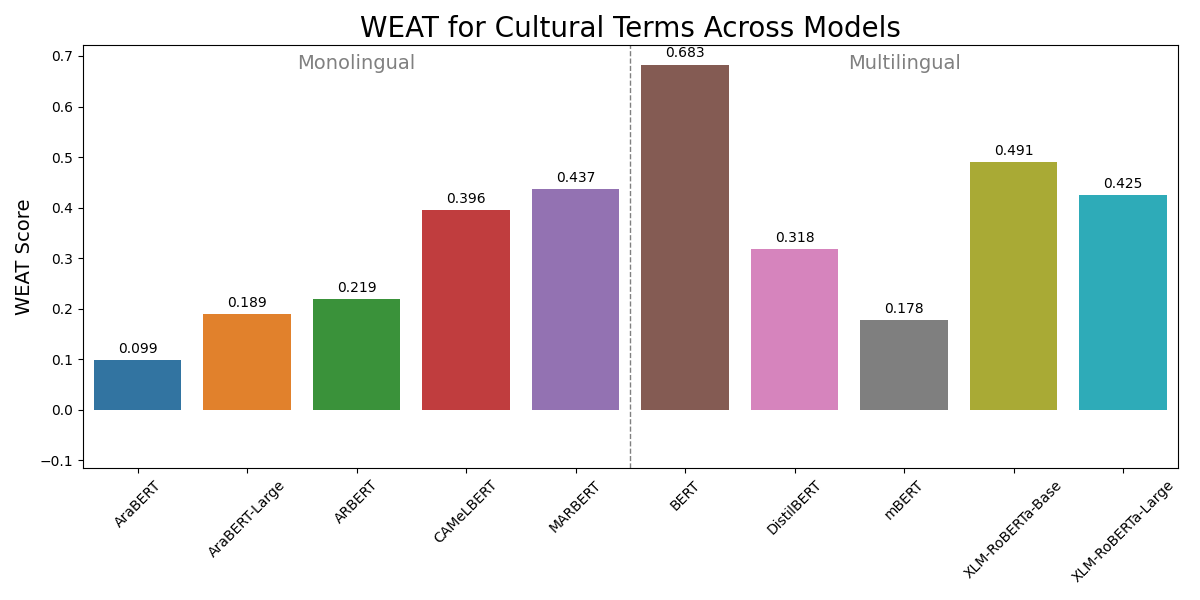 WEAT for Cultural Terms Across Models
Monolingual
Multilingual
WEAT Score
0.7
0.6
0.5
0.4
0.3
0.2
0.1
0.0
−0.1
0.099
0.189
0.219
0.396
0.437
0.683
0.318
0.178
0.491
0.425
AraBERT
AraBERT-Large
ARBERT
CAMeLBERT
MARBERT
BERT
DistilBERT
mBERT
XLM-RoBERTa-Base
XLM-RoBERTa-Large